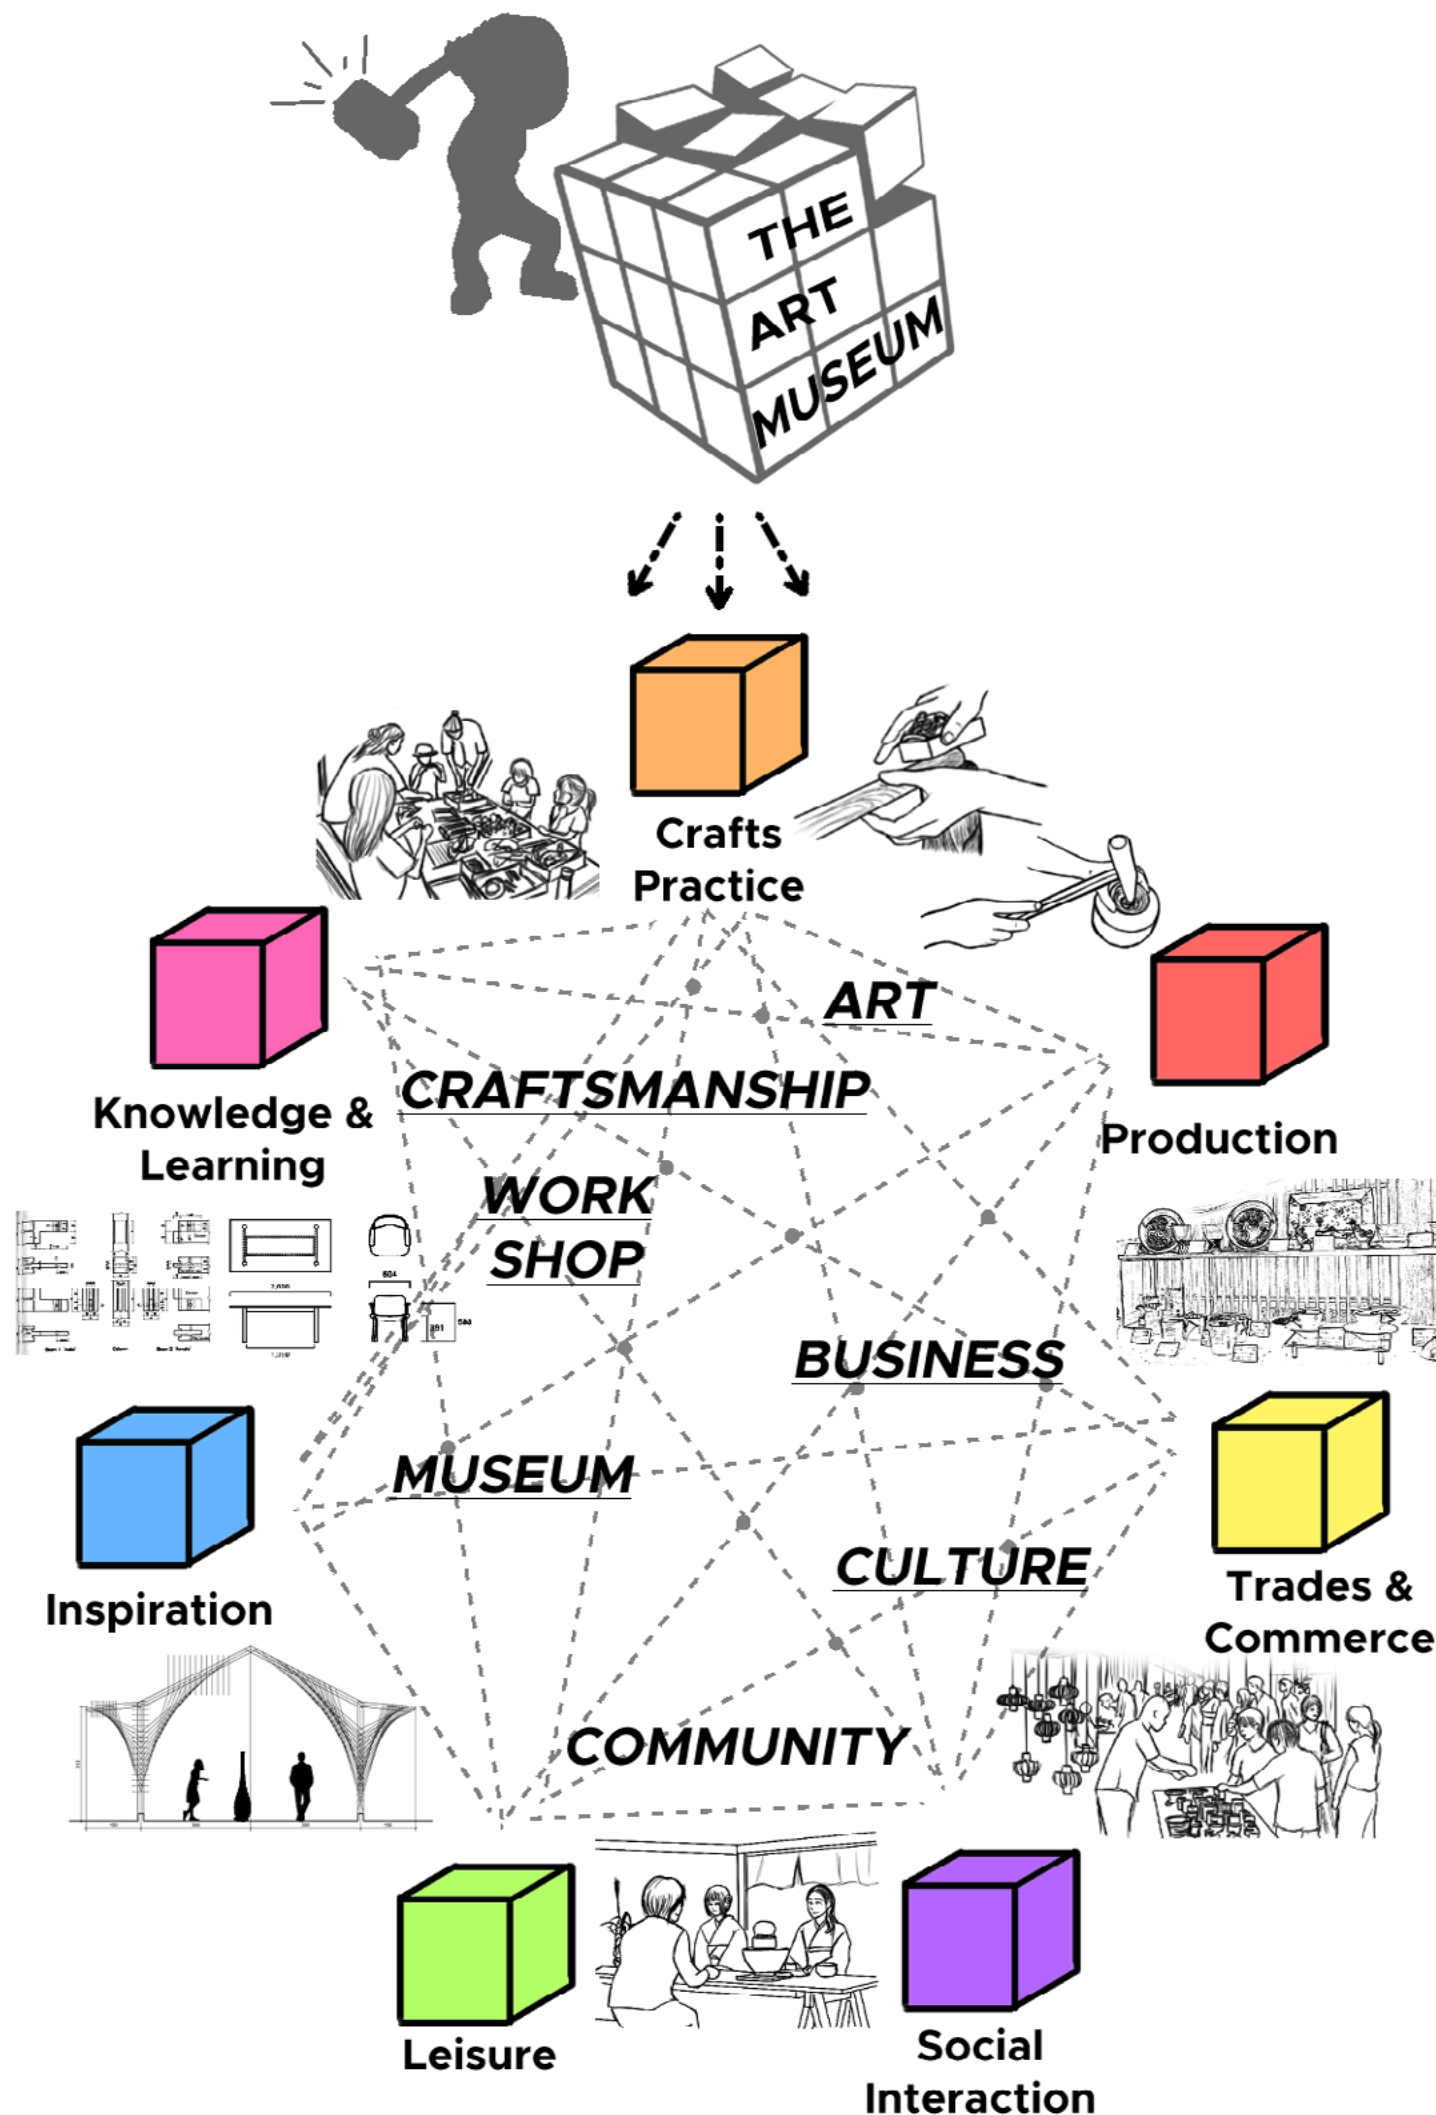 THE
ART
MUSEUM
Crafts
Practice
ART
CRAFTSMANSHIP
Knowledge &
Learning
Production
WORK
SHOP
504
BUSINESS
MUSEUM
Inspiration
CULTURE
Trades &
Commerce
COMMUNITY
Leisure
Social
Interaction